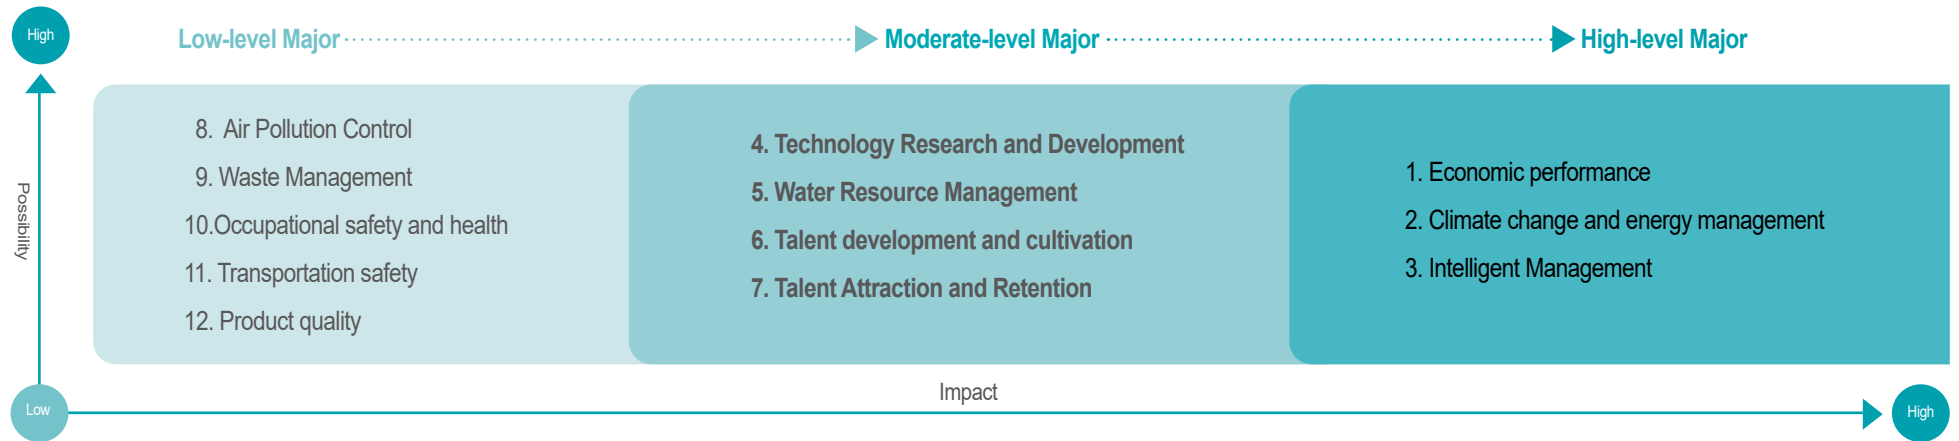 High
Low-level Major
Moderate-level Major
High-level Major
Possibility
8. Air Pollution Control
9. Waste Management
10.Occupational safety and health
11. Transportation safety
12. Product quality
4. Technology Research and Development
5. Water Resource Management
6. Talent development and cultivation
7. Talent Attraction and Retention
1. Economic performance
2. Climate change and energy management
3. Intelligent Management
Low
Impact
High